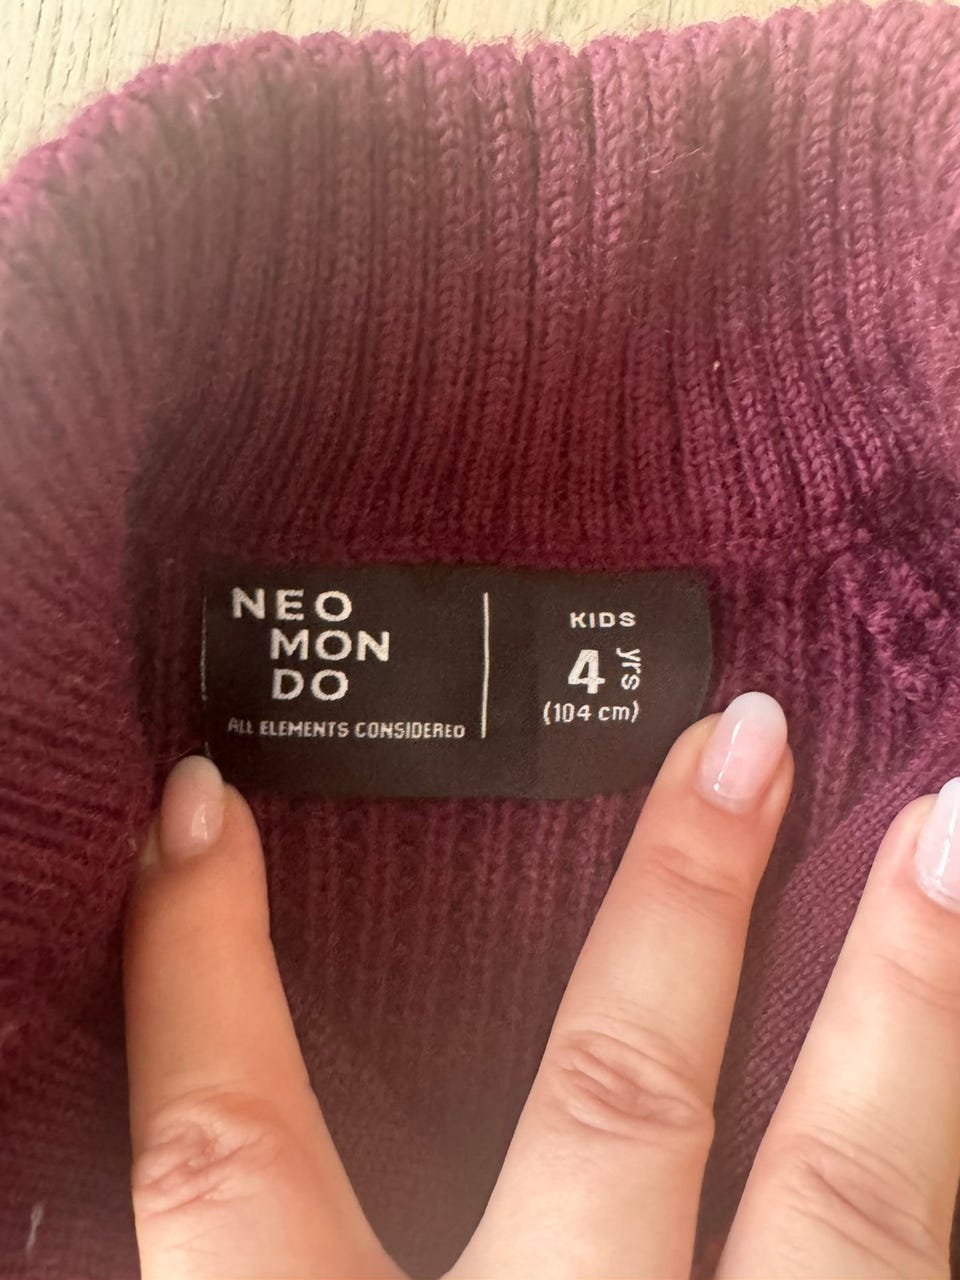 NEO
MON
DO
ALL ELEMENTS CONSIDERED
KIDS
4 yrs
(104 cm)